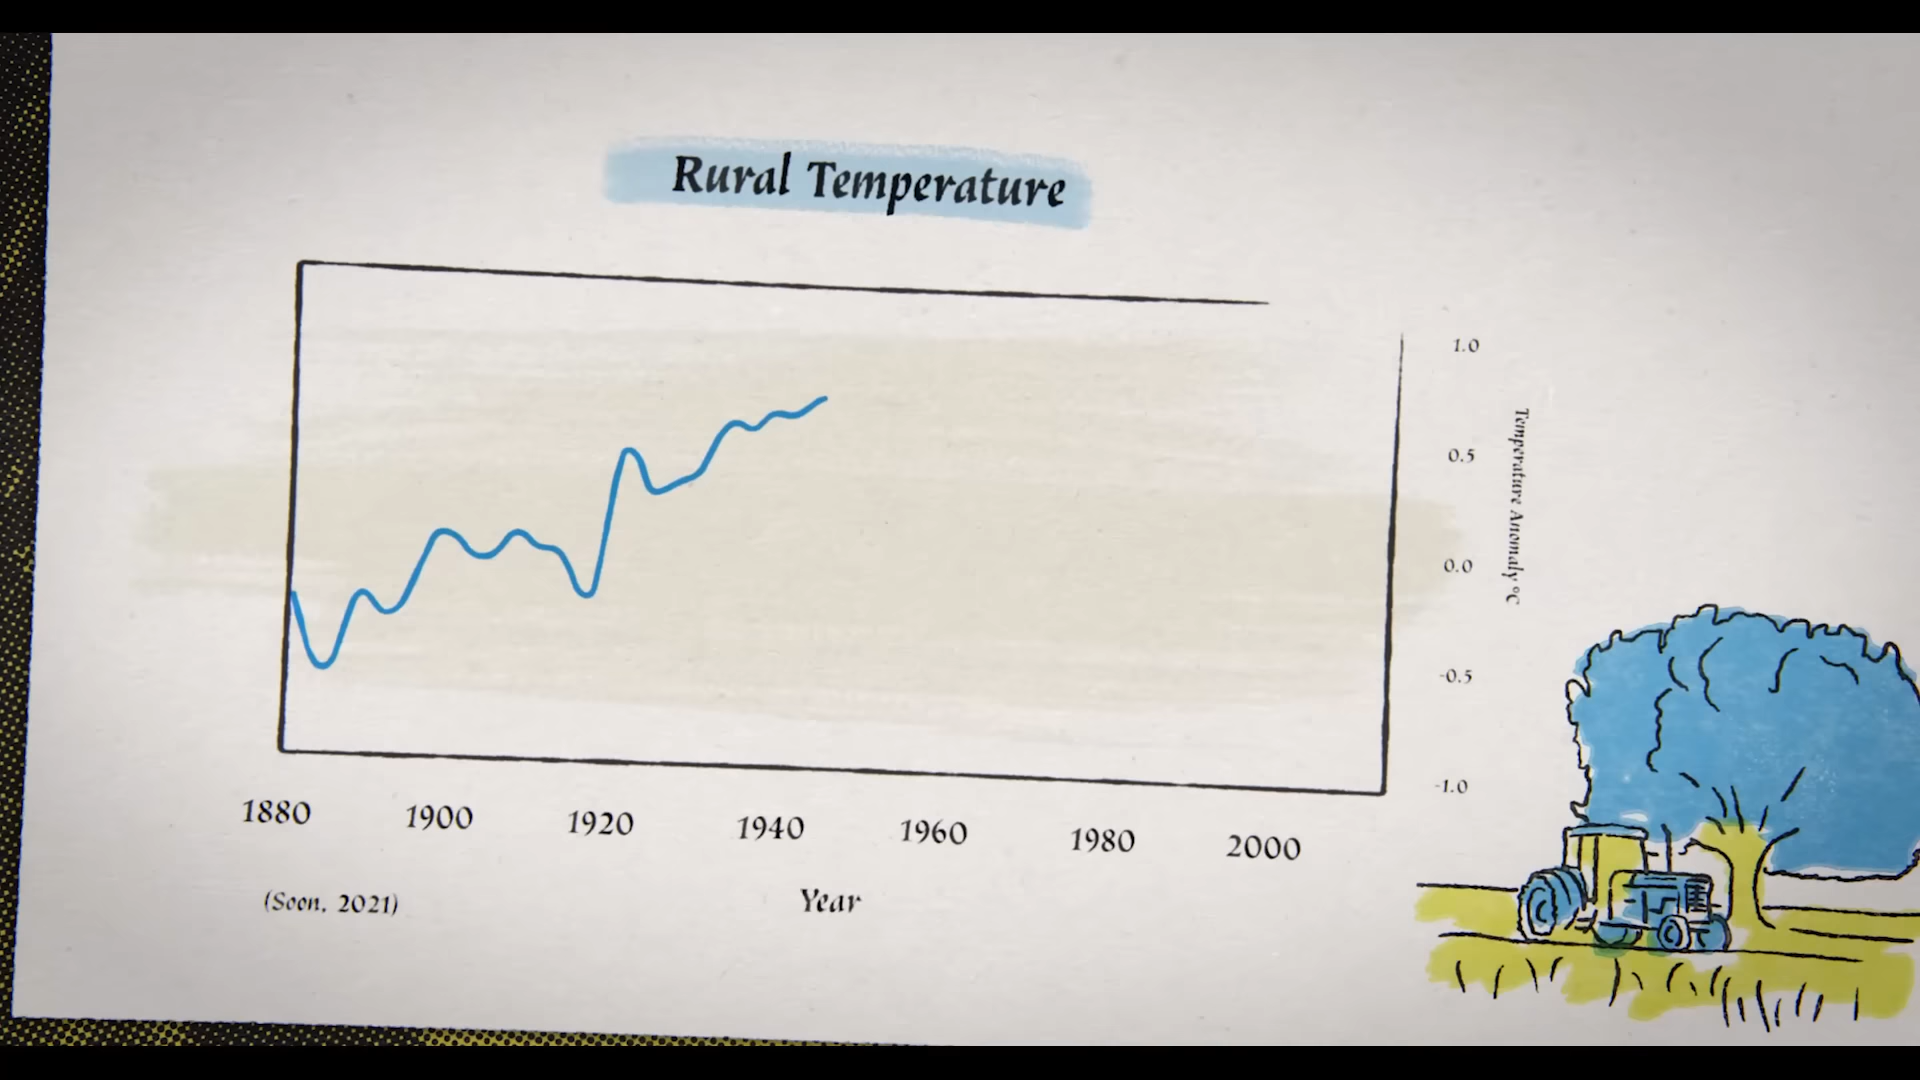 Rural Temperature
1.0
0.5
0.0
-0.5
-1.0
Temperature Anomaly °C
1880 1900 1920 1940 1960 1980 2000
(Soon, 2021)
Year